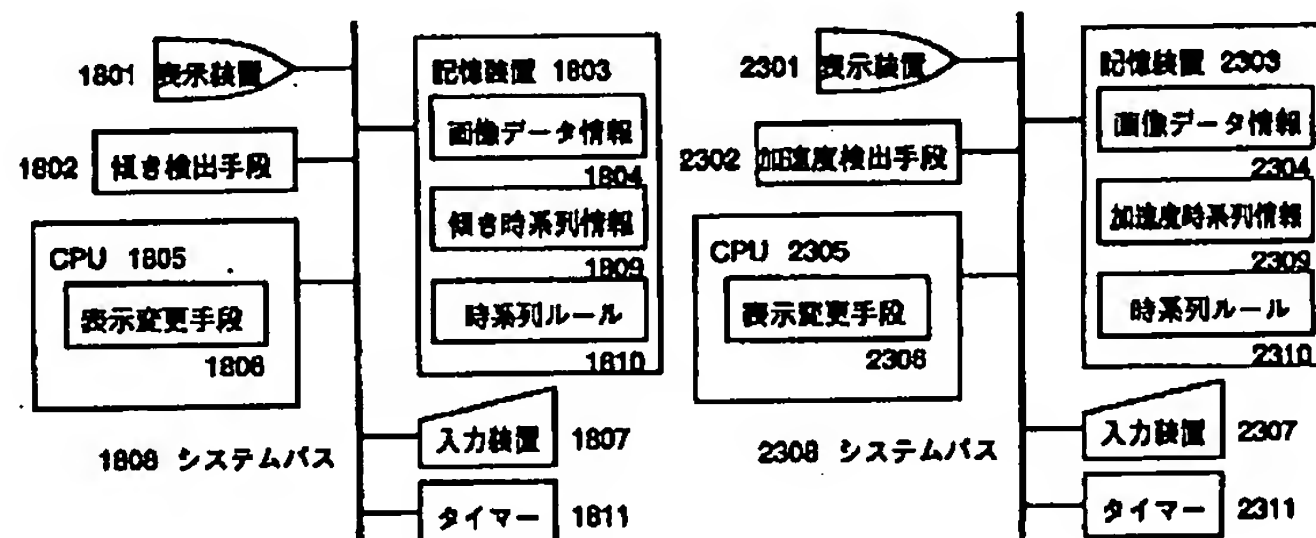 1801 表示装置
1802 傾き検出手段
CPU 1805
表示変更手段
1806
1808 システムバス
記憶装置 1803
画像データ情報
1804
傾き時系列情報
1809
時系列ルール
1810
入力装置 1807
タイマー 1811
2301 表示装置
2302 加速度検出手段
CPU 2305
表示変更手段
2306
2308 システムバス
記憶装置 2303
画像データ情報
2304
加速度時系列情報
2309
時系列ルール
2310
入力装置 2307
タイマー 2311